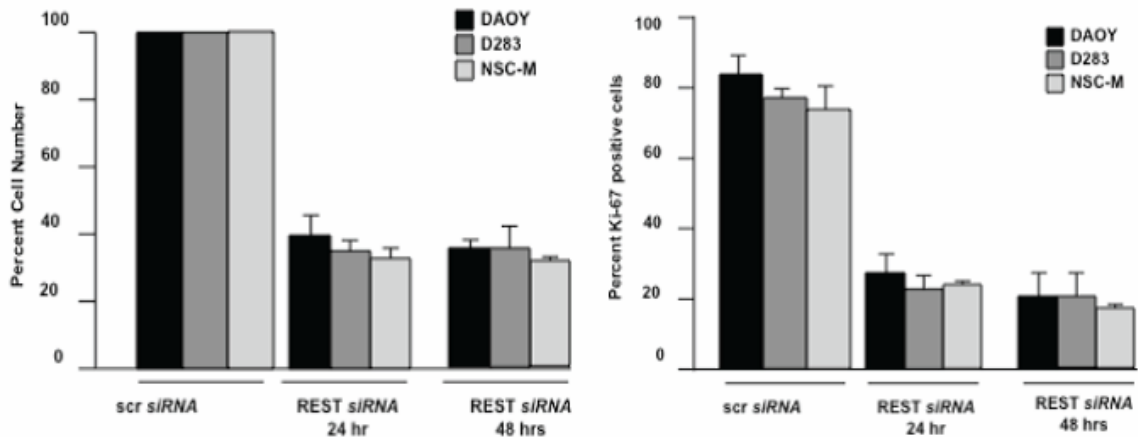 Percent Cell Number
100
80
60
40
20
0
DAOY
D283
NSC-M
scr siRNA
REST siRNA
24 hr
REST siRNA
48 hrs
Percent Ki-67 positive cells
100
80
60
40
20
0
DAOY
D283
NSC-M
scr siRNA
REST siRNA
24 hr
REST siRNA
48 hrs